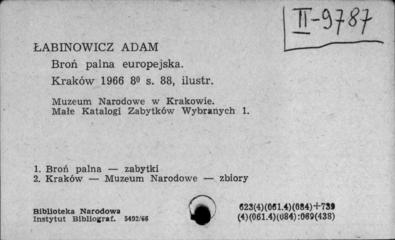 II-9787
ŁABINOWICZ ADAM
Broń palna europejska.
Kraków 1966 8⁰ s. 88, ilustr.
Muzeum Narodowe w Krakowie.
Małe Katalogi Zabytków Wybranych 1.
1. Broń palna — zabytki
2. Kraków — Muzeum Narodowe — zbiory
Biblioteka Narodowa
Instytut Bibliograf. 5492/66
623(4)(061.4)(084)+739
(4)(061.4)(084):069(438)